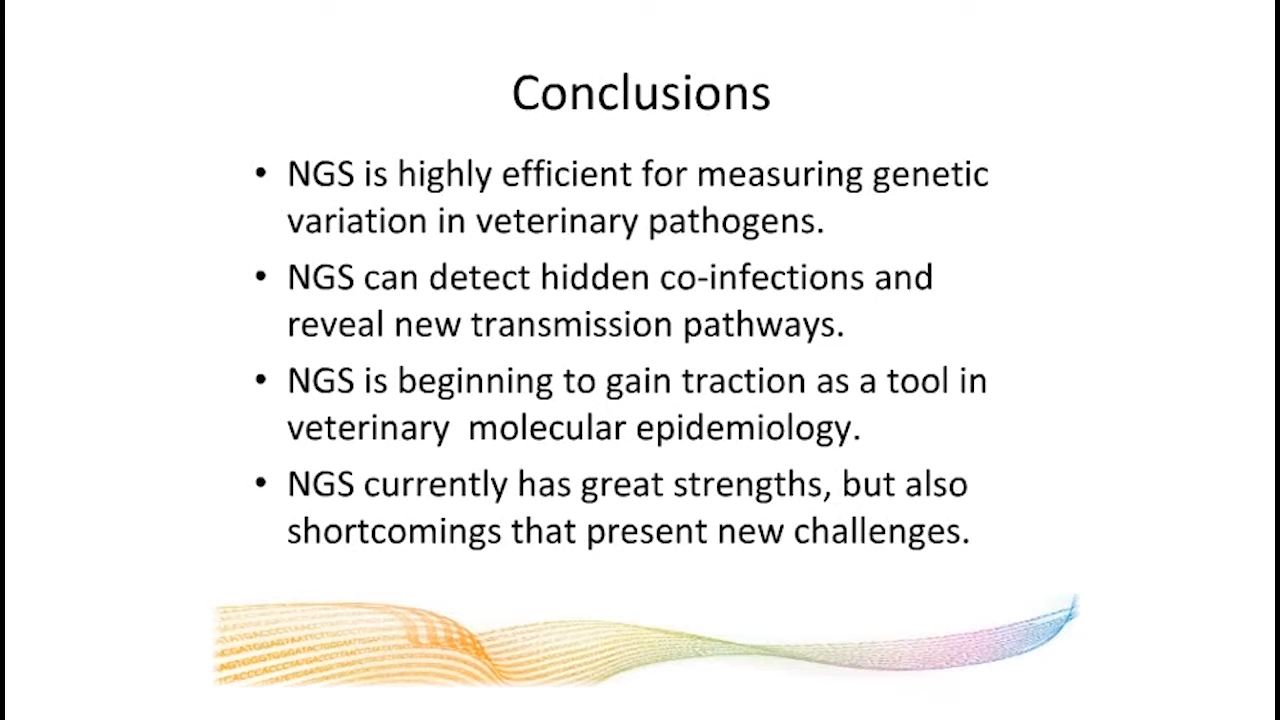 Conclusions
• NGS is highly efficient for measuring genetic
variation in veterinary pathogens.
• NGS can detect hidden co-infections and
reveal new transmission pathways.
• NGS is beginning to gain traction as a tool in
veterinary  molecular epidemiology.
• NGS currently has great strengths, but also
shortcomings that present new challenges.